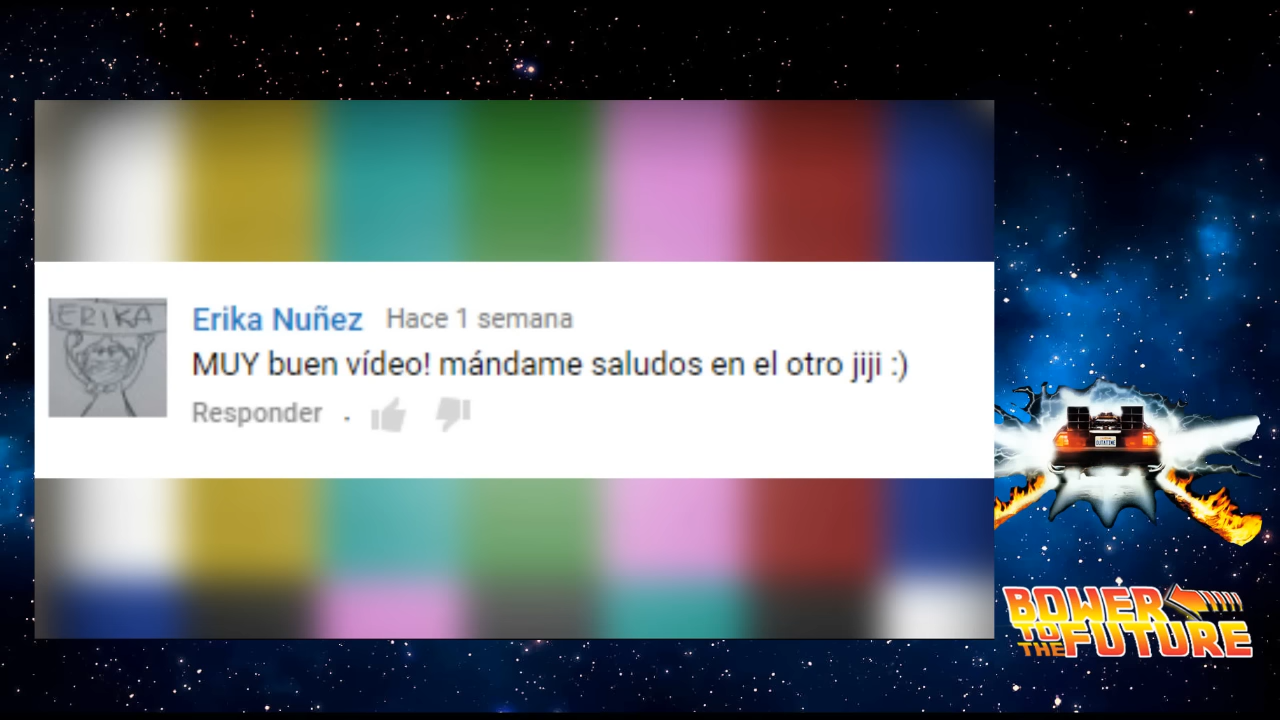 ERIKA
Erika Nuñez Hace 1 semana
MUY buen vídeo! mándame saludos en el otro jiji :)
Responder .
OUTATIME
BOWER
TO
THE FUTURE